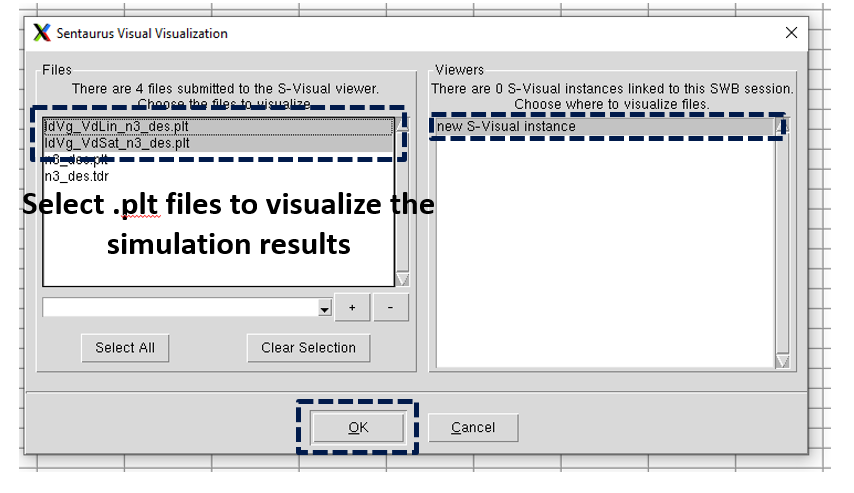 Sentaurus Visual Visualization
Files
There are 4 files submitted to the S-Visual viewer.
Choose the files to visualize.
IdVg_VdLin_n3_des.plt
IdVg_VdSat_n3_des.plt
n3_des.plt
n3_des.tdr
Select .plt files to visualize the
simulation results
+
-
Select All
Clear Selection
Viewers
There are 0 S-Visual instances linked to this SWB session.
Choose where to visualize files.
new S-Visual instance
OK
Cancel